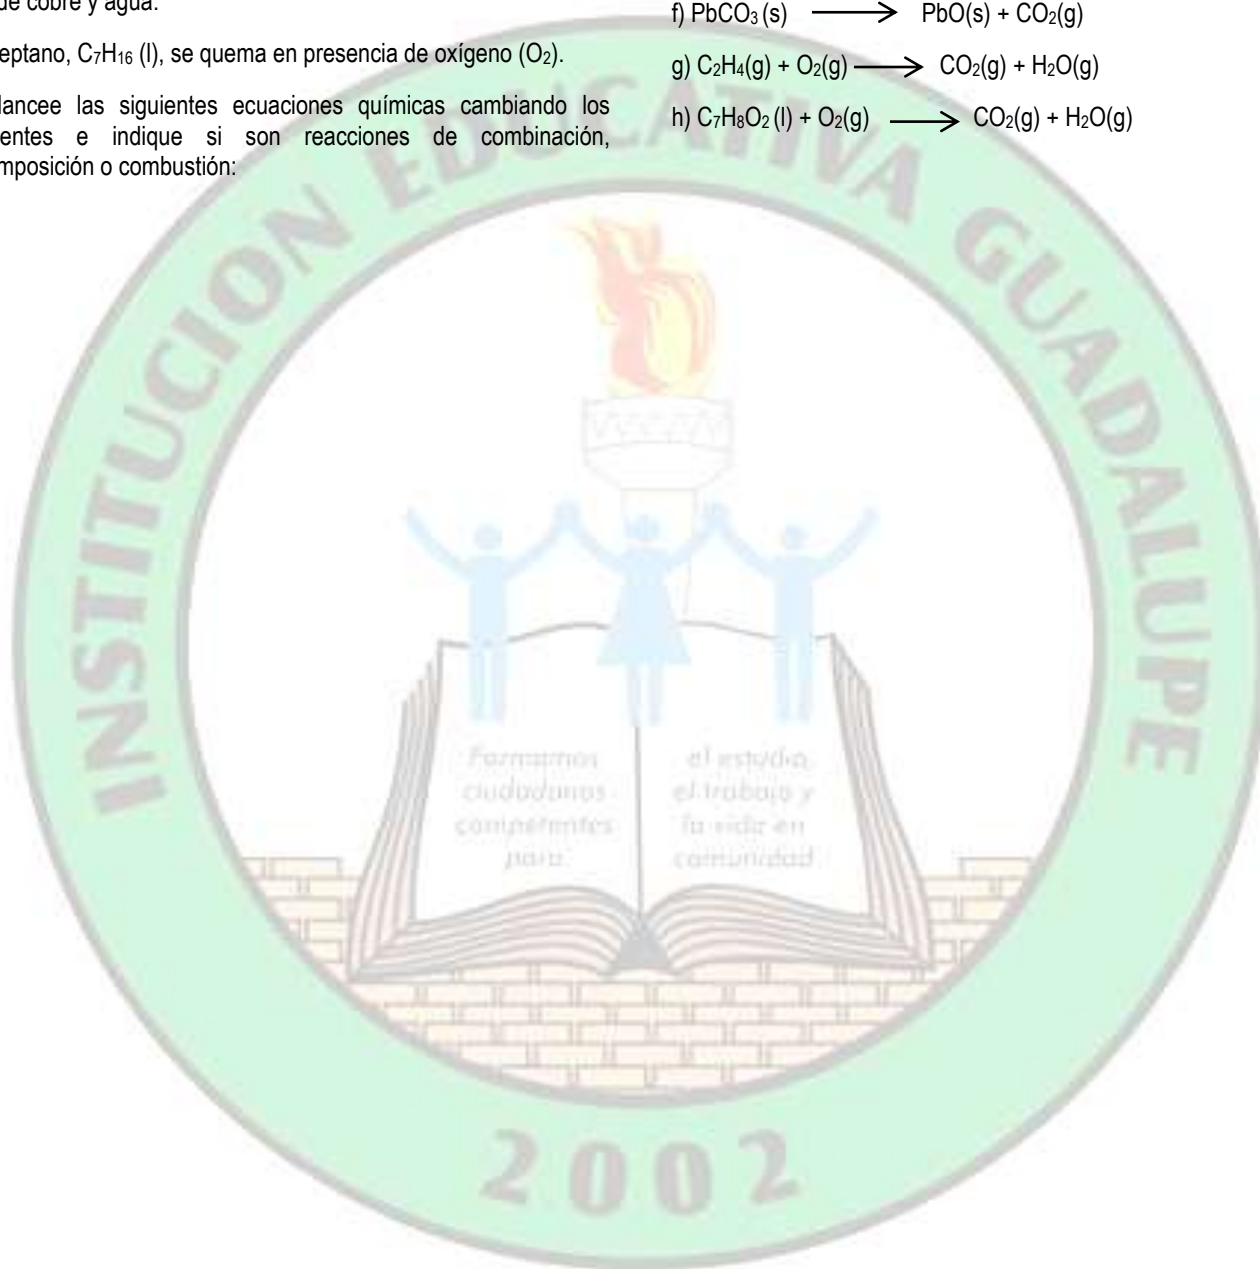 de cobre y agua.
eptano, C₇H₁₆ (l), se quema en presencia de oxígeno (O₂).
lancee las siguientes ecuaciones químicas cambiando los
entes e indique si son reacciones de combinación,
mposición o combustión:
f) PbCO₃ (s) ⟶ PbO(s) + CO₂(g)
g) C₂H₄(g) + O₂(g) ⟶ CO₂(g) + H₂O(g)
h) C₇H₈O₂ (l) + O₂(g) ⟶ CO₂(g) + H₂O(g)
INSTITUCION EDUCATIVA GUADALUPE
Formamos
ciudadanos
competentes
para
el estudio,
el trabajo y
la vida en
comunidad
2002